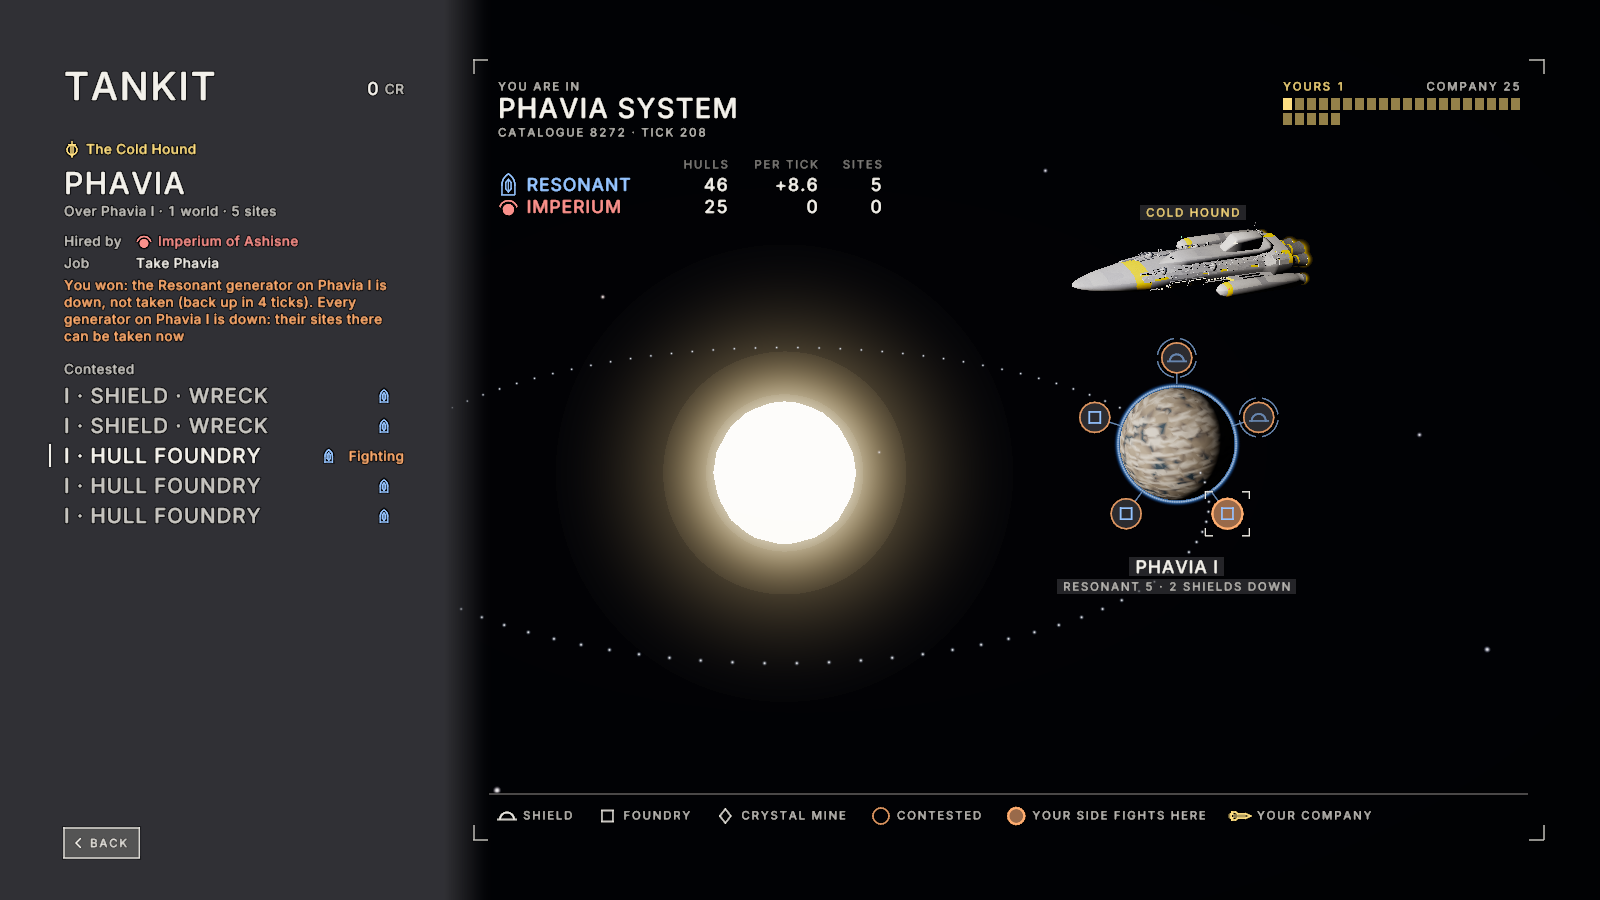 TANKIT
0 CR
The Cold Hound
PHAVIA
Over Phavia I · 1 world · 5 sites
Hired by Imperium of Ashisne
Job Take Phavia
You won: the Resonant generator on Phavia I is
down, not taken (back up in 4 ticks). Every
generator on Phavia I is down: their sites there
can be taken now
Contested
I · SHIELD · WRECK
I · SHIELD · WRECK
I · HULL FOUNDRY Fighting
I · HULL FOUNDRY
I · HULL FOUNDRY
< BACK
YOU ARE IN
PHAVIA SYSTEM
CATALOGUE 8272 · TICK 208
HULLS PER TICK SITES
RESONANT 46 +8.6 5
IMPERIUM 25 0 0
YOURS 1 COMPANY 25
COLD HOUND
PHAVIA I
RESONANT 5 · 2 SHIELDS DOWN
SHIELD FOUNDRY CRYSTAL MINE CONTESTED YOUR SIDE FIGHTS HERE YOUR COMPANY